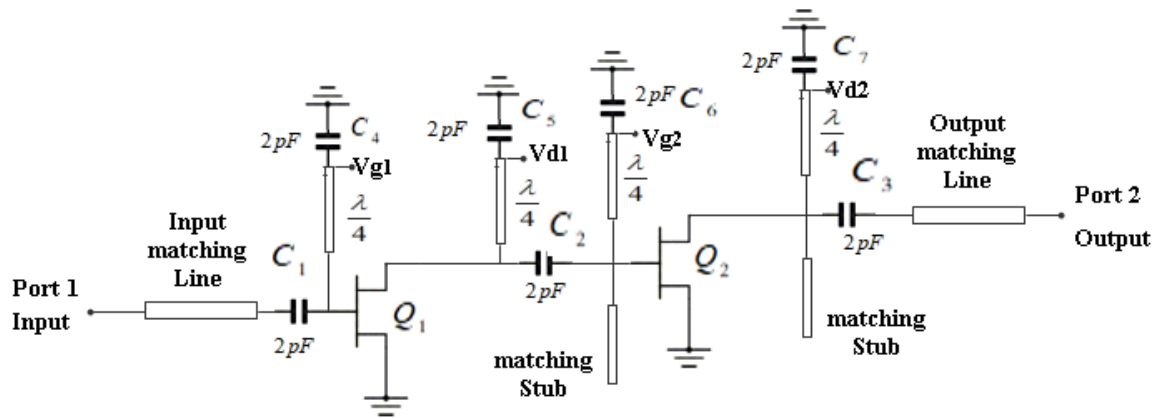 C₇
2pF
Vd2
λ/4
C₃
2pF
Output
matching
Line
Port 2
Output
2pF C₆
Vg2
λ/4
C₅
2pF
Vd1
λ/4
C₂
2pF
C₄
2pF
Vg1
λ/4
Input
matching
Line
C₁
2pF
Port 1
Input
Q₁
Q₂
matching
Stub
matching
Stub